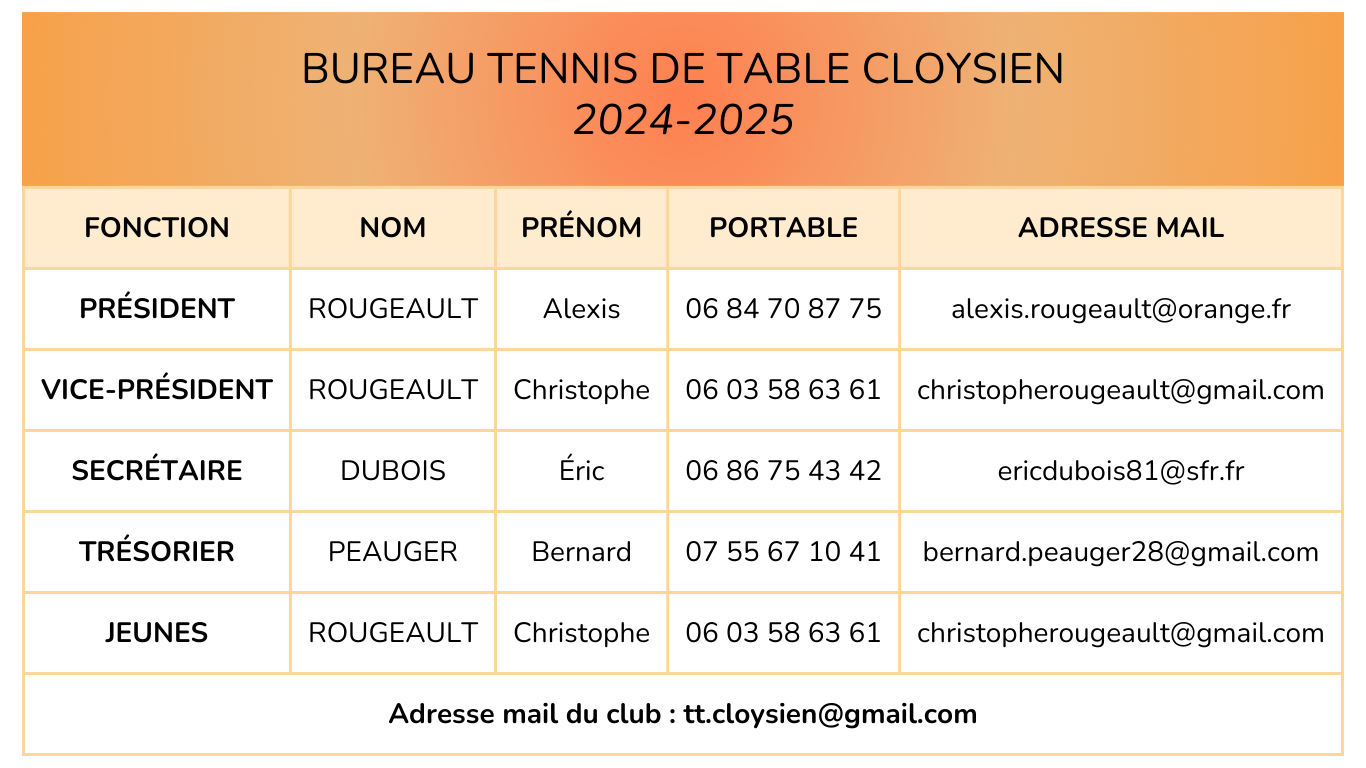 BUREAU TENNIS DE TABLE CLOYSIEN
2024-2025
FONCTION NOM PRÉNOM PORTABLE ADRESSE MAIL
PRÉSIDENT ROUGEAULT Alexis 06 84 70 87 75 alexis.rougeault@orange.fr
VICE-PRÉSIDENT ROUGEAULT Christophe 06 03 58 63 61 christopherougeault@gmail.com
SECRÉTAIRE DUBOIS Éric 06 86 75 43 42 ericdubois81@sfr.fr
TRÉSORIER PEAUGER Bernard 07 55 67 10 41 bernard.peauger28@gmail.com
JEUNES ROUGEAULT Christophe 06 03 58 63 61 christopherougeault@gmail.com
Adresse mail du club : tt.cloysien@gmail.com